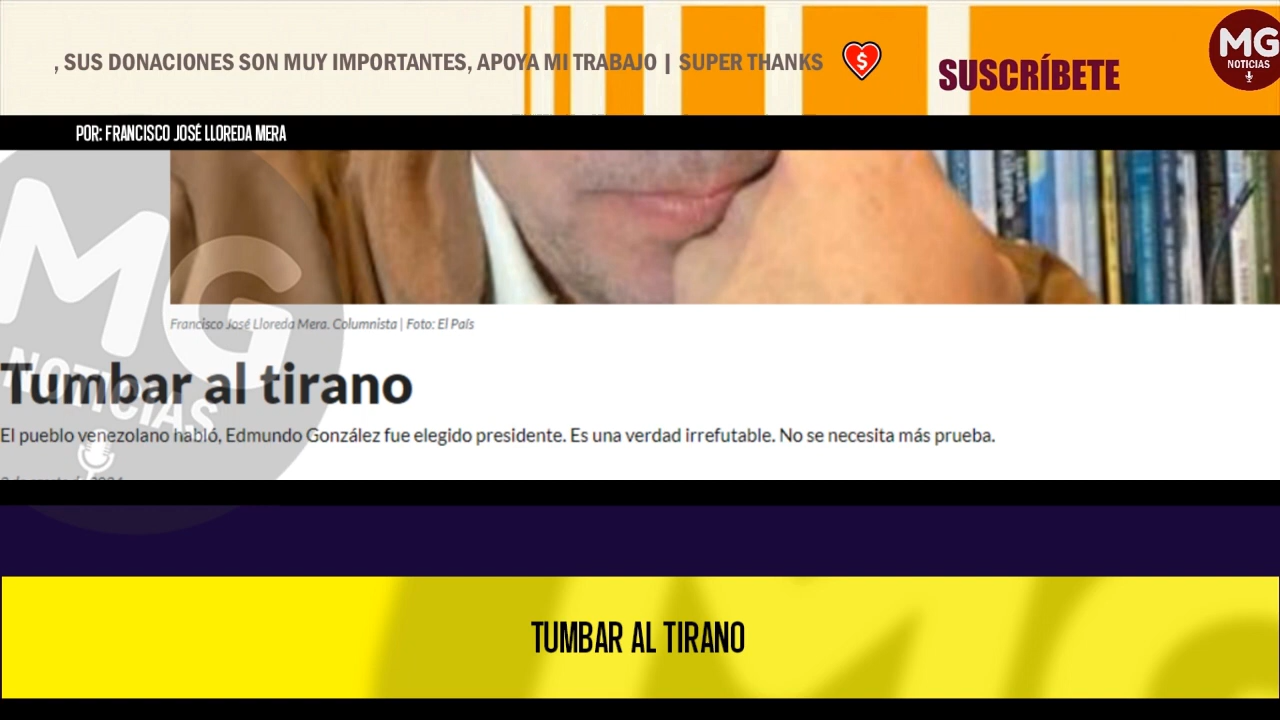 , SUS DONACIONES SON MUY IMPORTANTES, APOYA MI TRABAJO | SUPER THANKS
SUSCRÍBETE
MG
NOTICIAS
POR: FRANCISCO JOSÉ LLOREDA MERA
MG
NOTICIAS
Francisco José Lloreda Mera. Columnista | Foto: El País
Tumbar al tirano
El pueblo venezolano habló, Edmundo González fue elegido presidente. Es una verdad irrefutable. No se necesita más prueba.
TUMBAR AL TIRANO